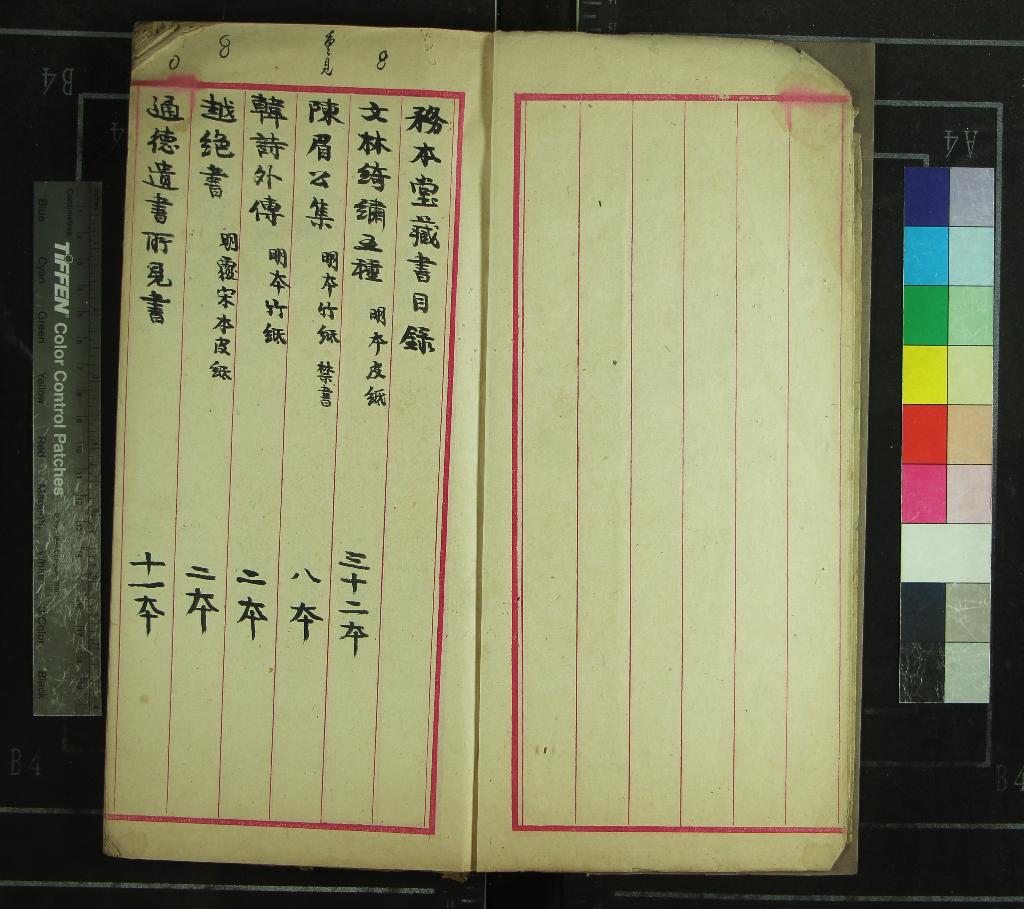 務本堂藏書目錄
8
文林綺繡五種 明本皮紙 三十二本
重見
陳眉公集 明本竹紙 禁書 八本
韓詩外傳 明本竹紙 二本
8
越絕書 明覆宋本皮紙 二本
0
通德遺書所見書 十一本
B4
A4
TIFFEN Color Control Patches
Blue Cyan Green Yellow Red Magenta White 3/Color Black
B4
B4